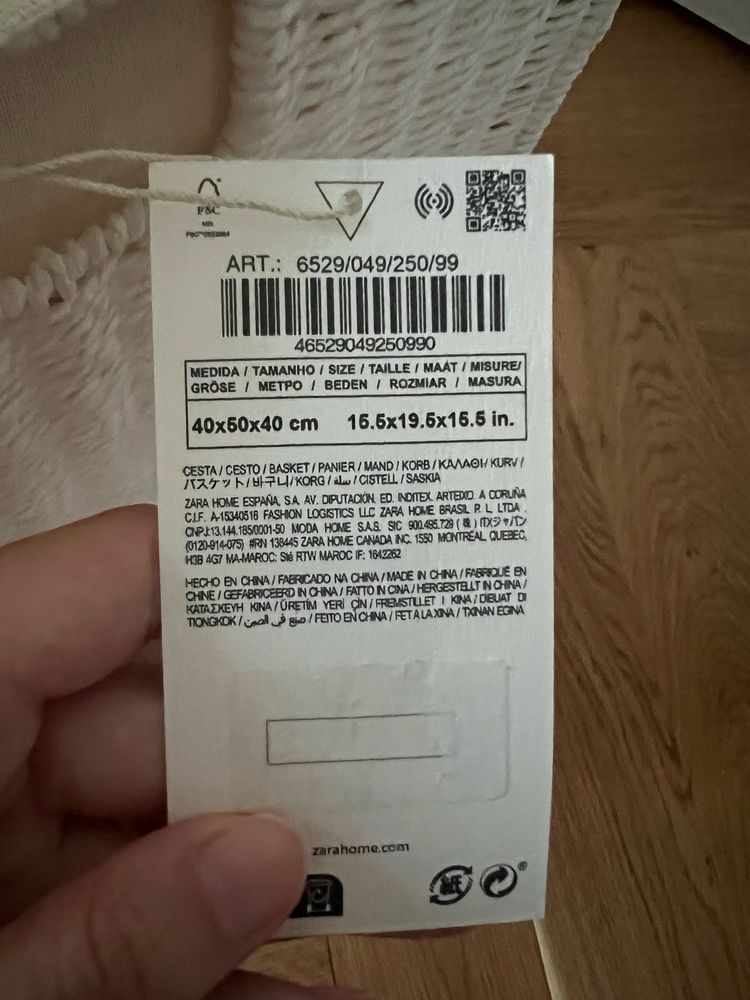 FSC
MIX
ART.: 6529/049/250/99
46529049250990
MEDIDA / TAMANHO / SIZE / TAILLE / MAAT / MISURE/
GRÖSE / ΜΕΤΡΟ / BEDEN / ROZMIAR / MASURA
40x50x40 cm 15.5x19.5x15.5 in.
CESTA / CESTO / BASKET / PANIER / MAND / KORB / ΚΑΛΑΘΙ/ KURV /
バスケット / 바구니/ KORG / سلة / CISTELL / SASKIA
ZARA HOME ESPAÑA, S.A. AV. DIPUTACIÓN. ED. INDITEX. ARTEIXO. A CORUÑA
C.I.F. A-15340516 FASHION LOGISTICS LLC ZARA HOME BRASIL P. L. LTDA.,
CNPJ:13.144.185/0001-50 MODA HOME S.A.S. SIC 900.495.729 ( 株 ) ITXジャパン
(0120-914-075) #RN 138445 ZARA HOME CANADA INC. 1550 MONTRÉAL, QUEBEC,
H3B 4G7 MA-MAROC: Sté RTW MAROC IF: 1642262
HECHO EN CHINA / FABRICADO NA CHINA / MADE IN CHINA / FABRIQUÉ EN
CHINE / GEFABRICEERD IN CHINA / FATTO IN CINA / HERGESTELLT IN CHINA /
ΚΑΤΑΣΚΕΥΗ ΚΙΝΑ / ÜRETİM YERİ ÇİN / FREMSTILLET I KINA / DIBUAT DI
TIONGKOK / صنع في الصين / FEITO EN CHINA / FET A LA XINA / TXINAN EGINA
zarahome.com
紙